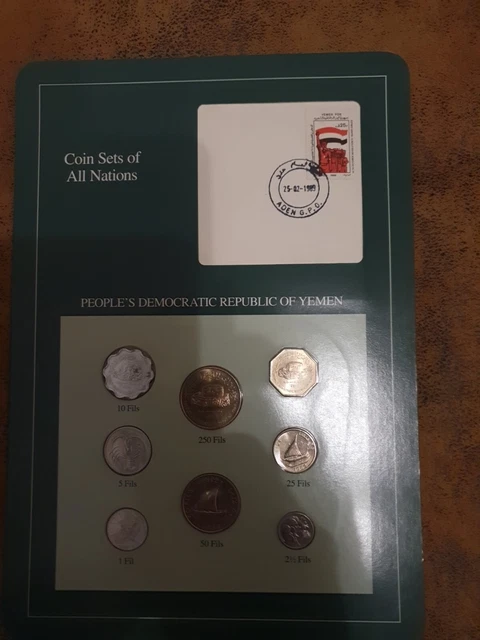 Coin Sets of
All Nations
25-02-1989
ADEN G.P.O.
PEOPLE'S DEMOCRATIC REPUBLIC OF YEMEN
10 Fils
250 Fils
5 Fils
25 Fils
1 Fil
50 Fils
2½ Fils